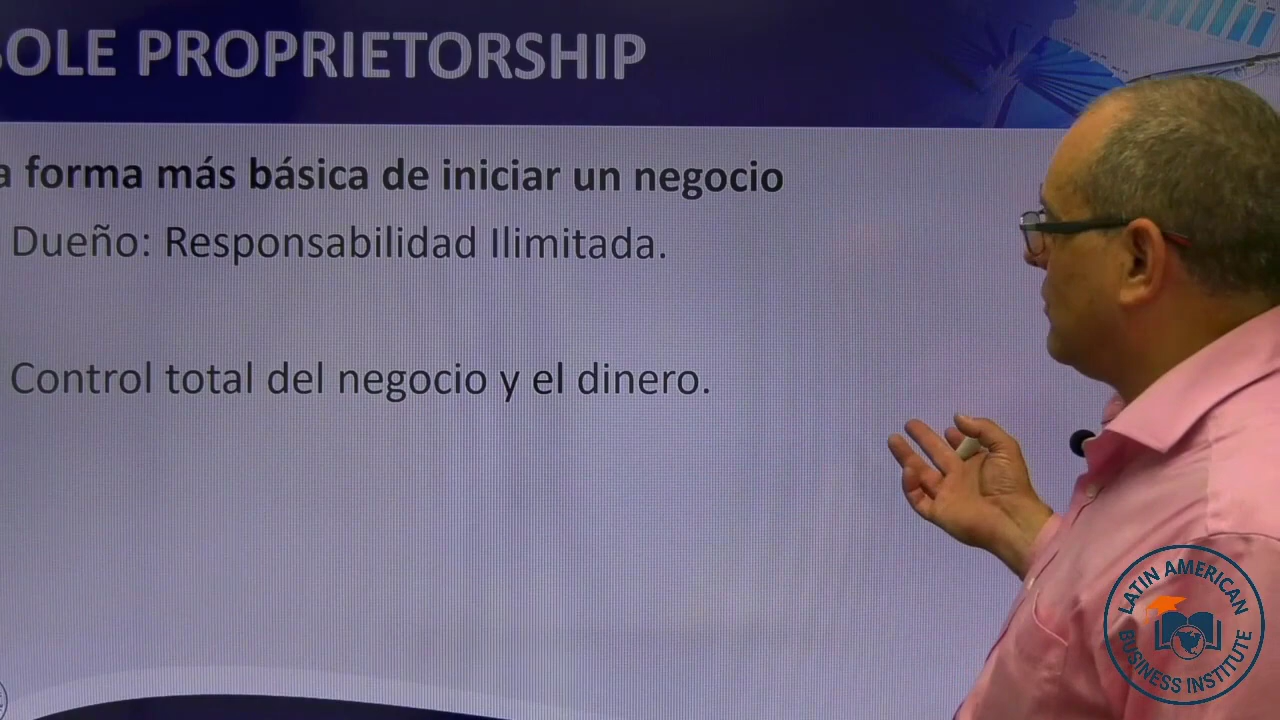 SOLE PROPRIETORSHIP
a forma más básica de iniciar un negocio
Dueño: Responsabilidad Ilimitada.
Control total del negocio y el dinero.
LATIN AMERICAN
BUSINESS INSTITUTE